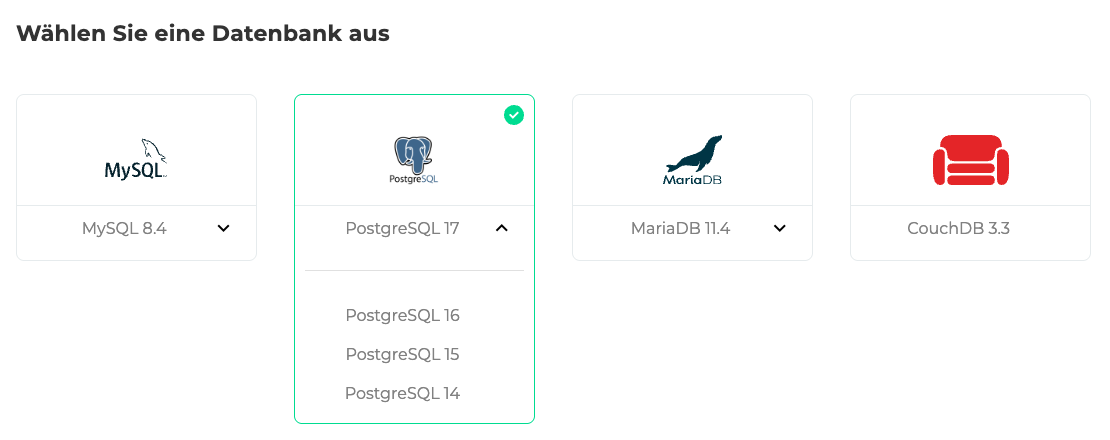 Wählen Sie eine Datenbank aus
MySQL
PostgreSQL
MariaDB
MySQL 8.4
PostgreSQL 17
MariaDB 11.4
CouchDB 3.3
PostgreSQL 16
PostgreSQL 15
PostgreSQL 14